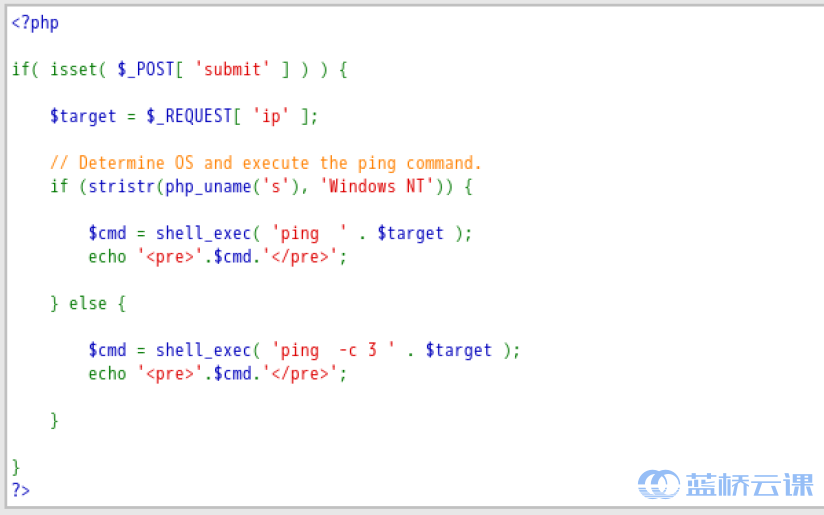 <?php
if( isset( $_POST[ 'submit' ] ) ) {
    $target = $_REQUEST[ 'ip' ];
    // Determine OS and execute the ping command.
    if (stristr(php_uname('s'), 'Windows NT')) {
        $cmd = shell_exec( 'ping  ' . $target );
        echo '<pre>'.$cmd.'</pre>';
    } else {
        $cmd = shell_exec( 'ping  -c 3 ' . $target );
        echo '<pre>'.$cmd.'</pre>';
    }
}
?>
蓝桥云课